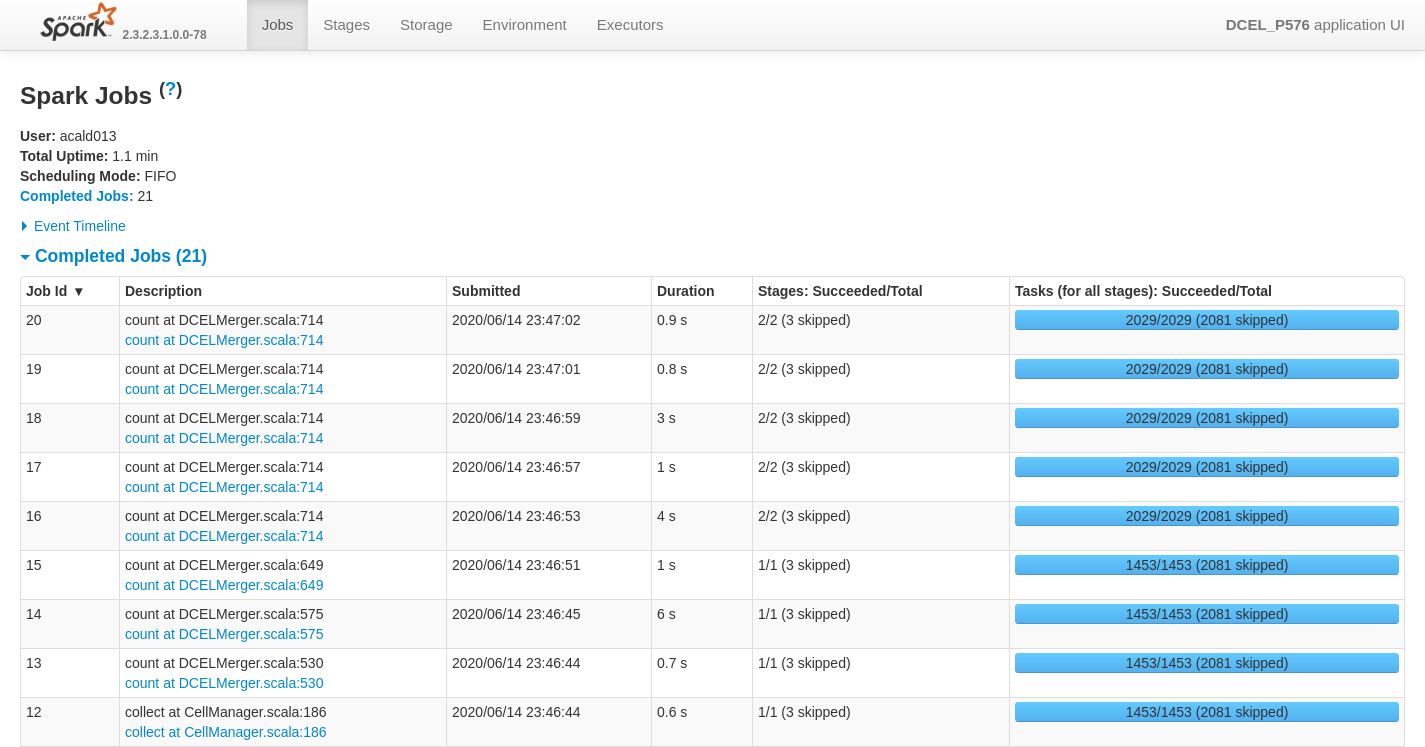 APACHE
Spark™ 2.3.2.3.1.0.0-78 Jobs Stages Storage Environment Executors DCEL_P576 application UI
Spark Jobs (?)
User: acald013
Total Uptime: 1.1 min
Scheduling Mode: FIFO
Completed Jobs: 21
Event Timeline
Completed Jobs (21)
Job Id ▼ Description Submitted Duration Stages: Succeeded/Total Tasks (for all stages): Succeeded/Total
20 count at DCELMerger.scala:714 2020/06/14 23:47:02 0.9 s 2/2 (3 skipped) 2029/2029 (2081 skipped)
count at DCELMerger.scala:714
19 count at DCELMerger.scala:714 2020/06/14 23:47:01 0.8 s 2/2 (3 skipped) 2029/2029 (2081 skipped)
count at DCELMerger.scala:714
18 count at DCELMerger.scala:714 2020/06/14 23:46:59 3 s 2/2 (3 skipped) 2029/2029 (2081 skipped)
count at DCELMerger.scala:714
17 count at DCELMerger.scala:714 2020/06/14 23:46:57 1 s 2/2 (3 skipped) 2029/2029 (2081 skipped)
count at DCELMerger.scala:714
16 count at DCELMerger.scala:714 2020/06/14 23:46:53 4 s 2/2 (3 skipped) 2029/2029 (2081 skipped)
count at DCELMerger.scala:714
15 count at DCELMerger.scala:649 2020/06/14 23:46:51 1 s 1/1 (3 skipped) 1453/1453 (2081 skipped)
count at DCELMerger.scala:649
14 count at DCELMerger.scala:575 2020/06/14 23:46:45 6 s 1/1 (3 skipped) 1453/1453 (2081 skipped)
count at DCELMerger.scala:575
13 count at DCELMerger.scala:530 2020/06/14 23:46:44 0.7 s 1/1 (3 skipped) 1453/1453 (2081 skipped)
count at DCELMerger.scala:530
12 collect at CellManager.scala:186 2020/06/14 23:46:44 0.6 s 1/1 (3 skipped) 1453/1453 (2081 skipped)
collect at CellManager.scala:186